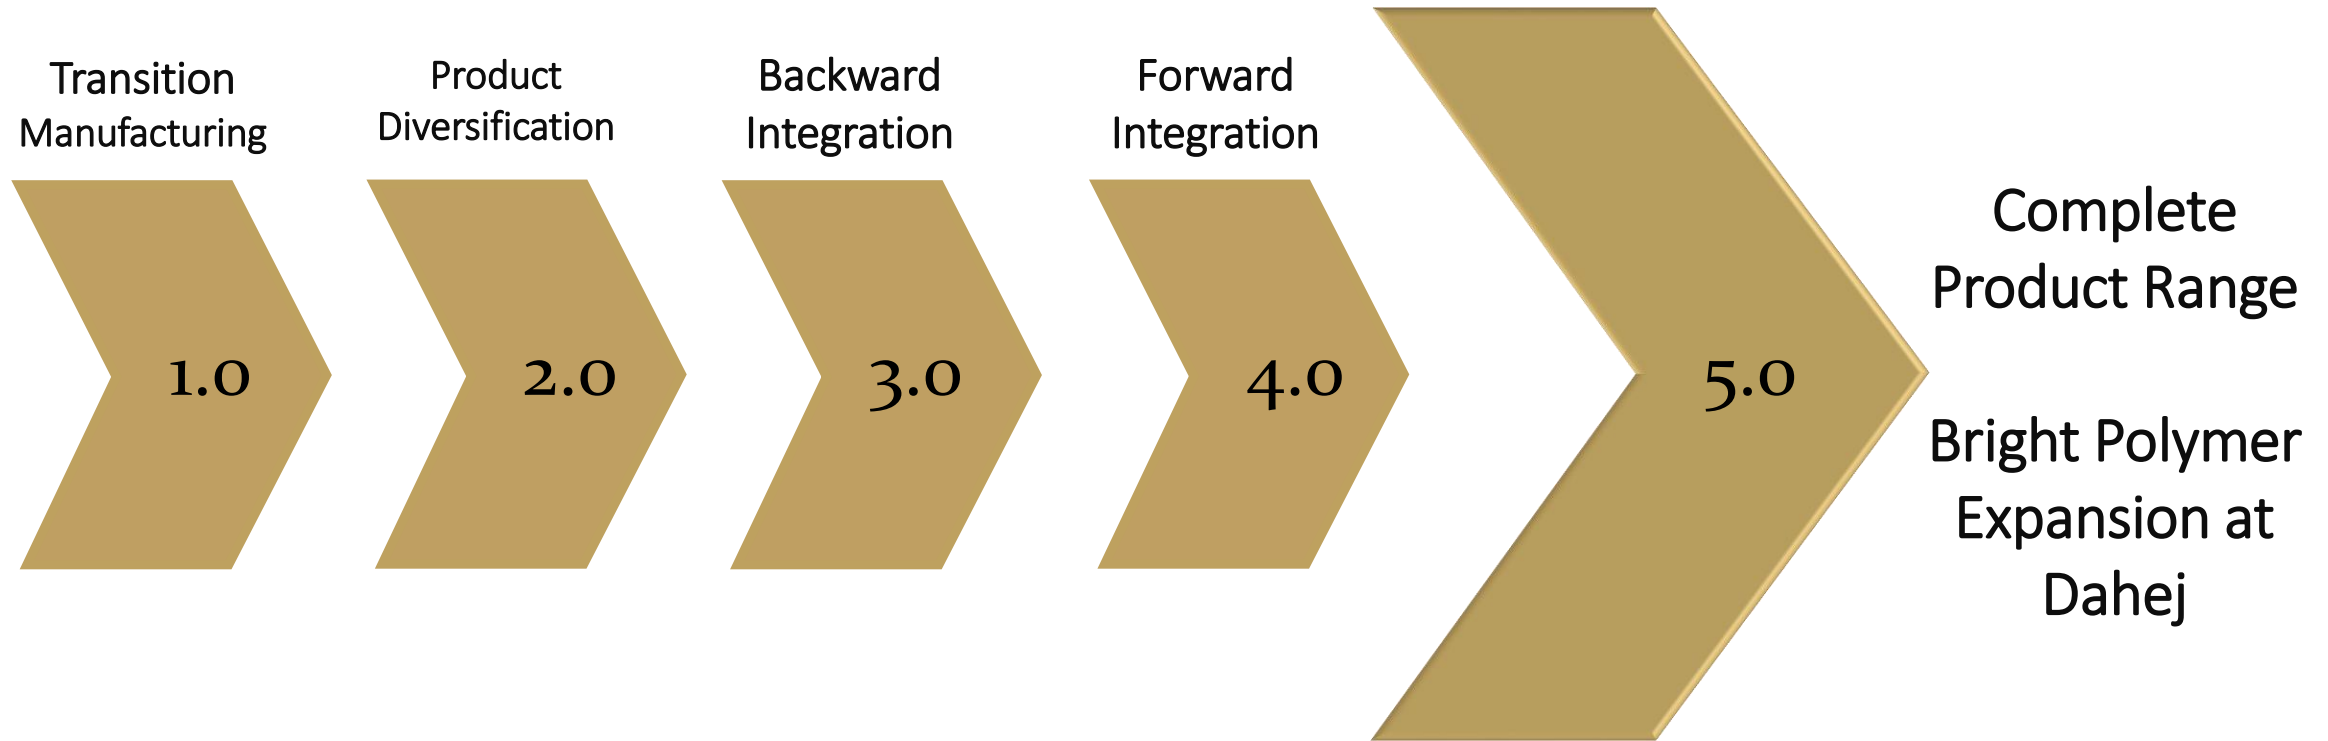 Transition
Manufacturing
1.0
Product
Diversification
2.0
Backward
Integration
3.0
Forward
Integration
4.0
5.0
Complete
Product Range
Bright Polymer
Expansion at
Dahej